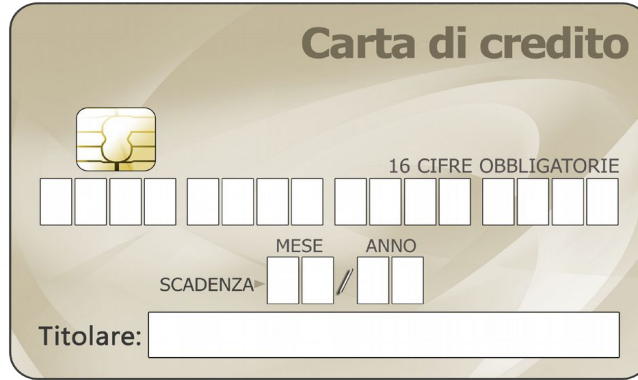 Carta di credito
16 CIFRE OBBLIGATORIE
MESE ANNO
SCADENZA /
Titolare: